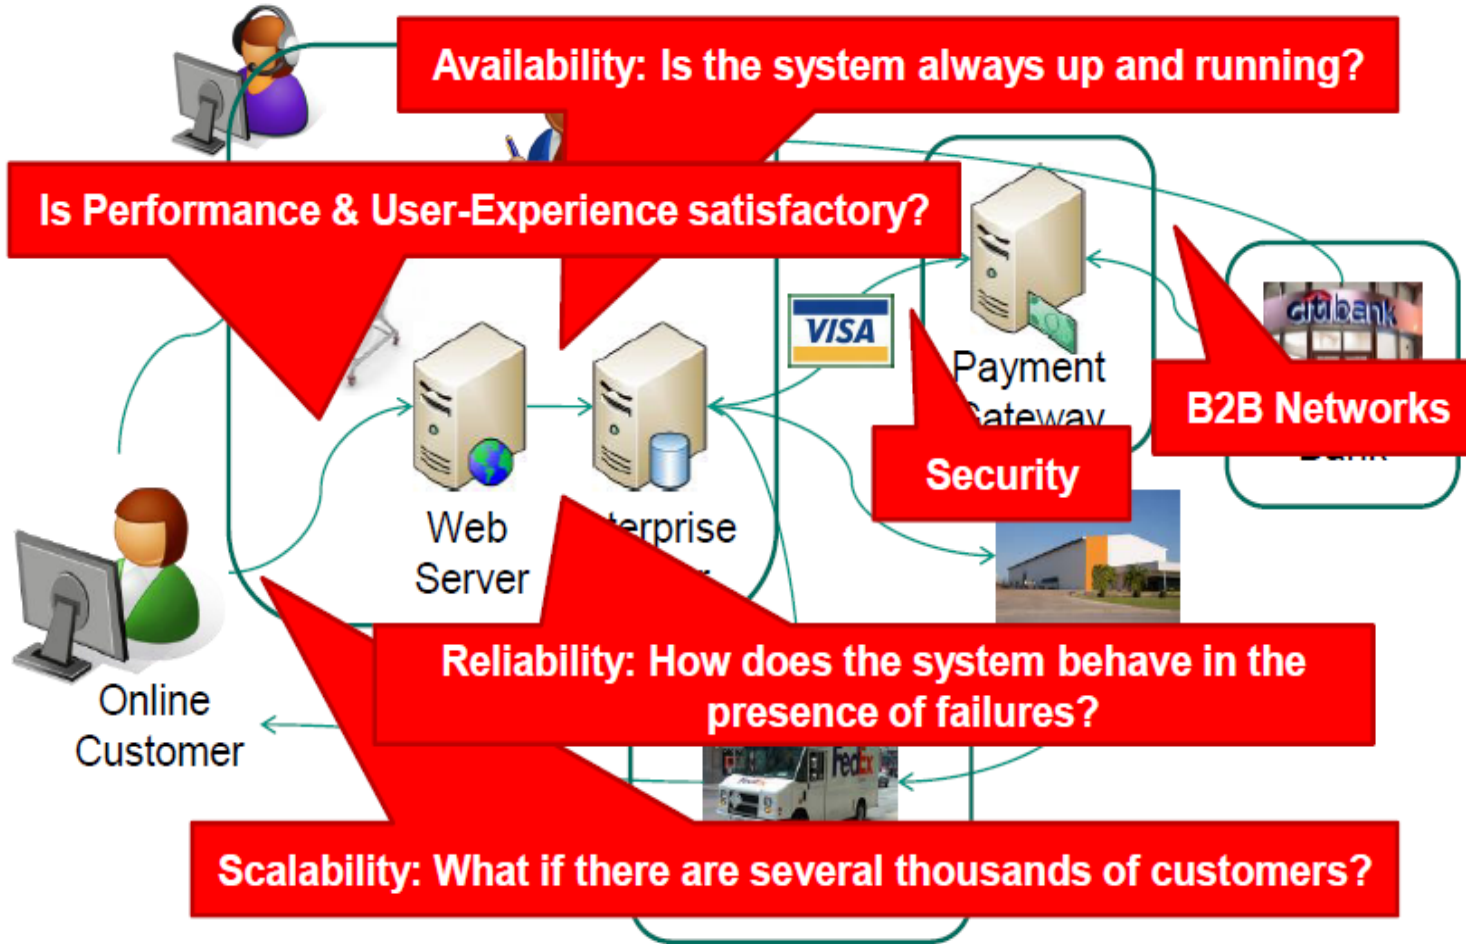 Availability: Is the system always up and running?
Is Performance & User-Experience satisfactory?
citibank
VISA
Payment
Gateway
B2B Networks
Bank
Security
Web
Server
terprise
Reliability: How does the system behave in the
presence of failures?
Online
Customer
FedEx
Scalability: What if there are several thousands of customers?